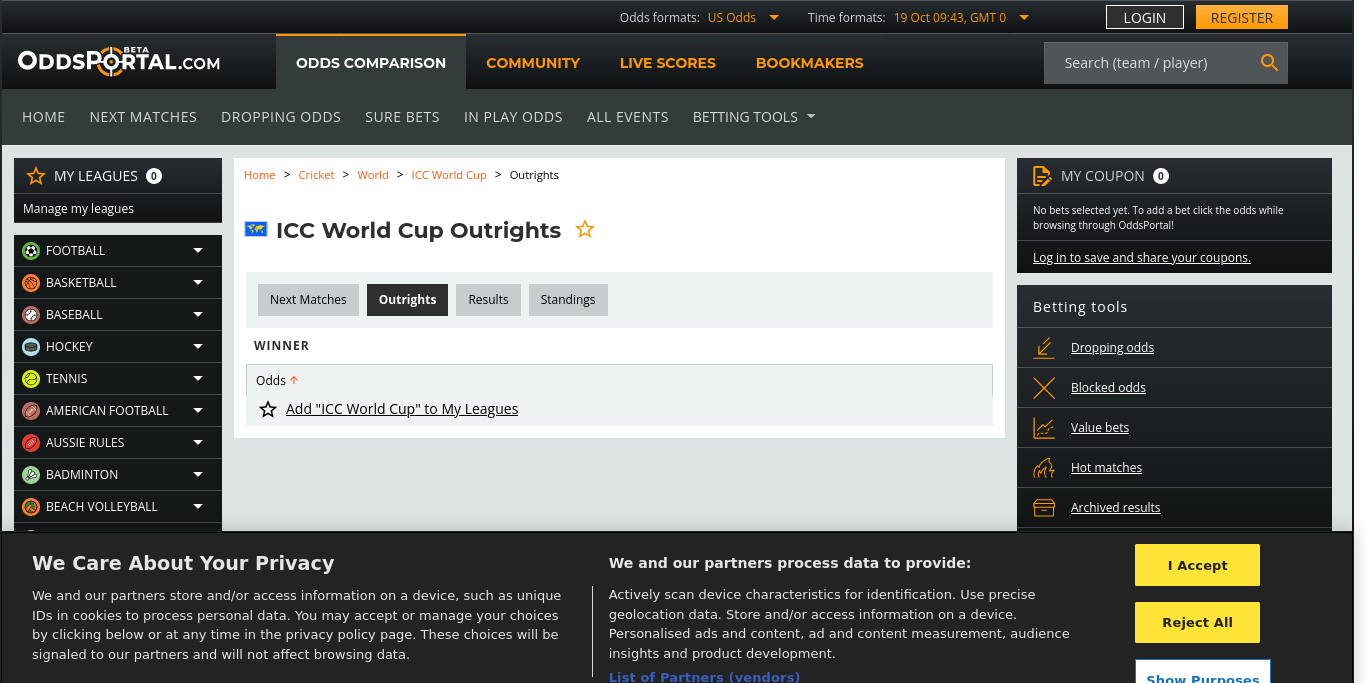 Odds formats: US Odds
Time formats: 19 Oct 09:43, GMT 0
LOGIN
REGISTER
ODDSPORTAL.COM
BETA
ODDS COMPARISON
COMMUNITY
LIVE SCORES
BOOKMAKERS
Search (team / player)
HOME
NEXT MATCHES
DROPPING ODDS
SURE BETS
IN PLAY ODDS
ALL EVENTS
BETTING TOOLS
MY LEAGUES 0
Manage my leagues
FOOTBALL
BASKETBALL
BASEBALL
HOCKEY
TENNIS
AMERICAN FOOTBALL
AUSSIE RULES
BADMINTON
BEACH VOLLEYBALL
Home > Cricket > World > ICC World Cup > Outrights
ICC World Cup Outrights
Next Matches
Outrights
Results
Standings
WINNER
Odds
Add "ICC World Cup" to My Leagues
MY COUPON 0
No bets selected yet. To add a bet click the odds while
browsing through OddsPortal!
Log in to save and share your coupons.
Betting tools
Dropping odds
Blocked odds
Value bets
Hot matches
Archived results
We Care About Your Privacy
We and our partners store and/or access information on a device, such as unique
IDs in cookies to process personal data. You may accept or manage your choices
by clicking below or at any time in the privacy policy page. These choices will be
signaled to our partners and will not affect browsing data.
We and our partners process data to provide:
Actively scan device characteristics for identification. Use precise
geolocation data. Store and/or access information on a device.
Personalised ads and content, ad and content measurement, audience
insights and product development.
List of Partners (vendors)
I Accept
Reject All
Show Purposes